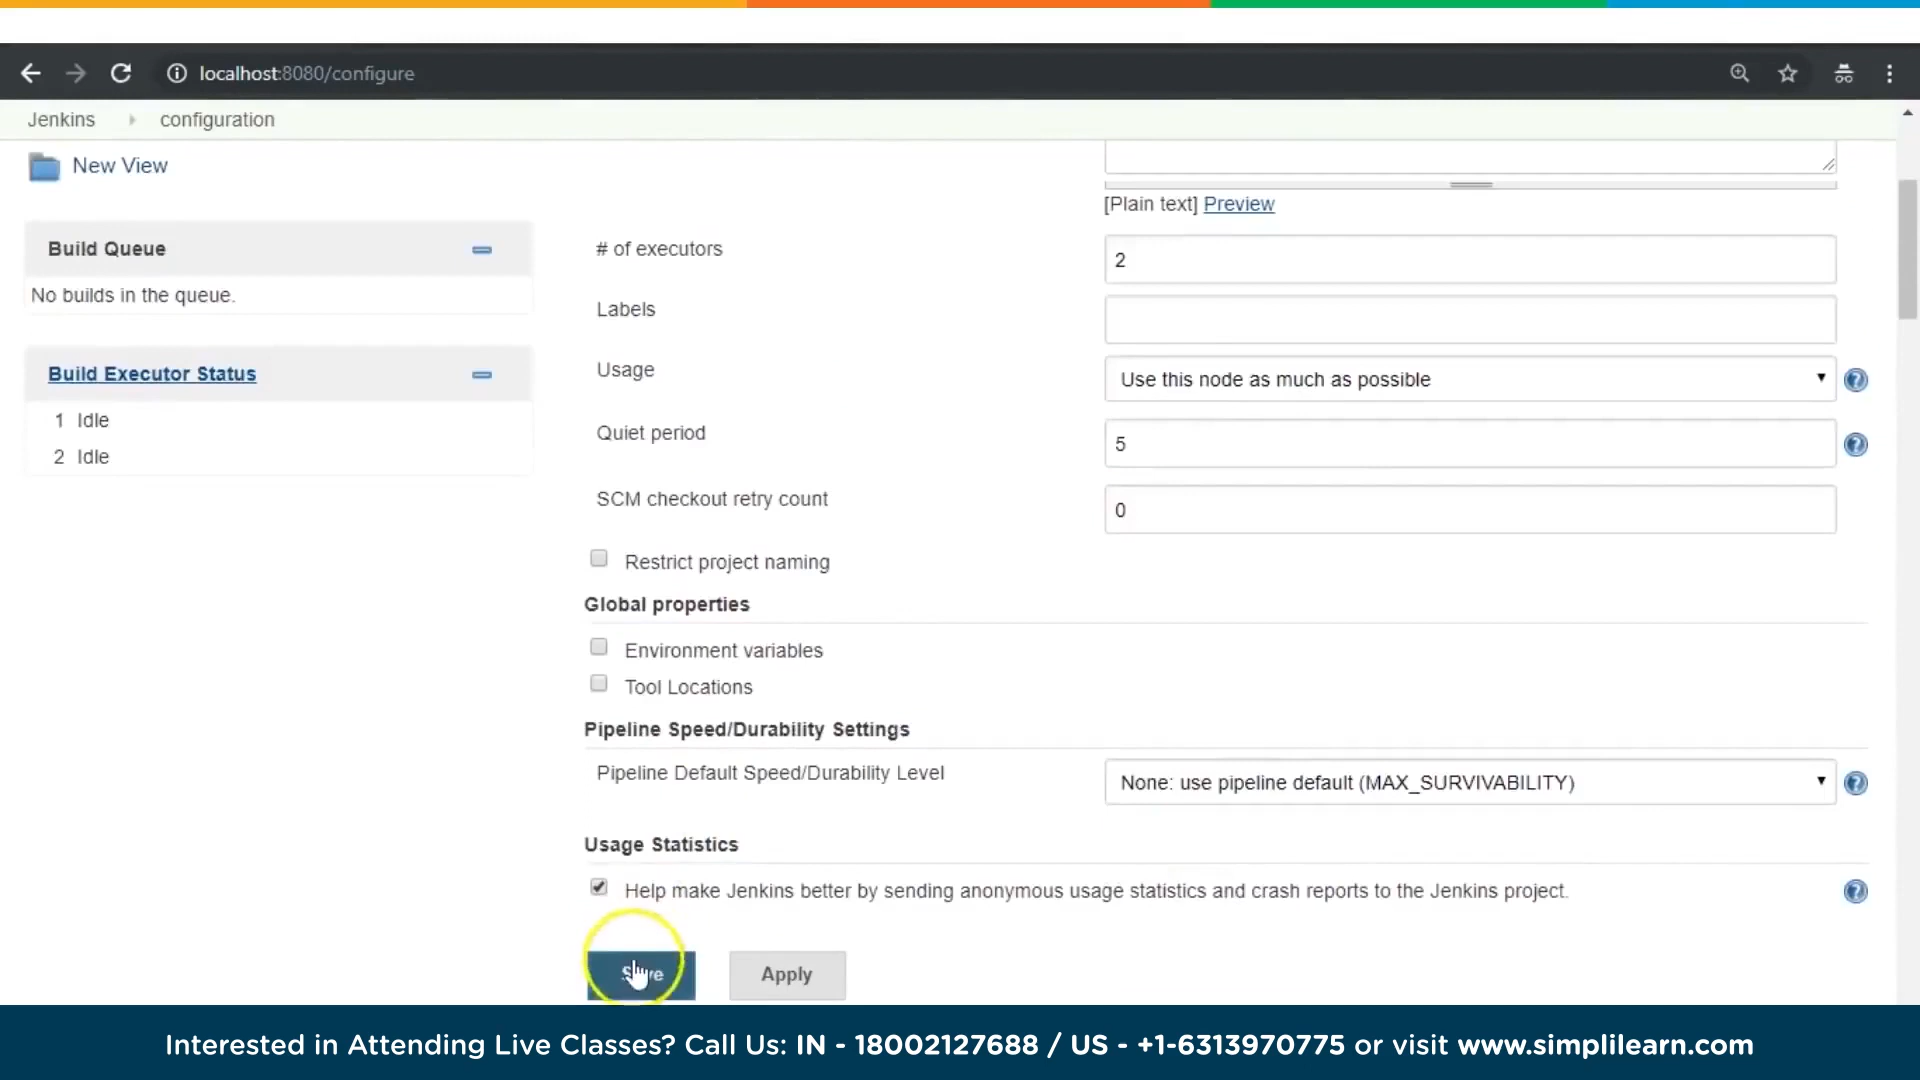 localhost:8080/configure
Jenkins configuration
New View
[Plain text] Preview
Build Queue
No builds in the queue.
Build Executor Status
1 Idle
2 Idle
# of executors
2
Labels
Usage
Use this node as much as possible
Quiet period
5
SCM checkout retry count
0
Restrict project naming
Global properties
Environment variables
Tool Locations
Pipeline Speed/Durability Settings
Pipeline Default Speed/Durability Level
None: use pipeline default (MAX_SURVIVABILITY)
Usage Statistics
Help make Jenkins better by sending anonymous usage statistics and crash reports to the Jenkins project.
Save Apply
Interested in Attending Live Classes? Call Us: IN - 18002127688 / US - +1-6313970775 or visit www.simplilearn.com